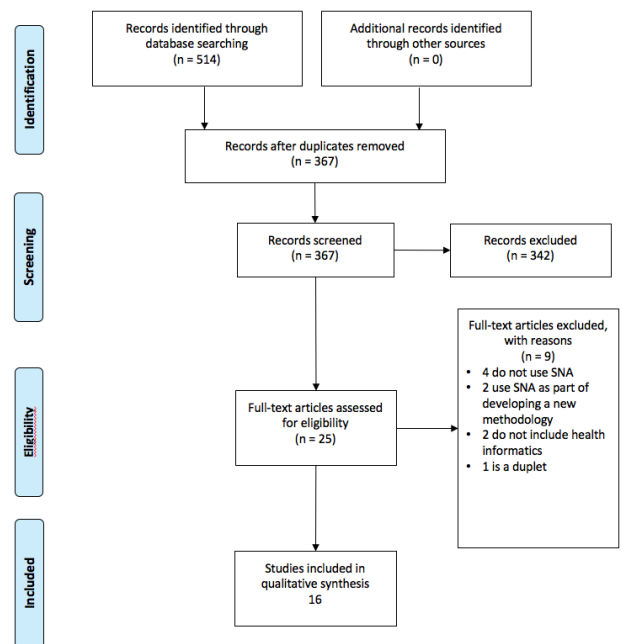 Identification
Records identified through
database searching
(n = 514)
Additional records identified
through other sources
(n = 0)
Records after duplicates removed
(n = 367)
Screening
Records screened
(n = 367)
Records excluded
(n = 342)
Eligibility
Full-text articles assessed
for eligibility
(n = 25)
Full-text articles excluded,
with reasons
(n = 9)
• 4 do not use SNA
• 2 use SNA as part of
developing a new
methodology
• 2 do not include health
informatics
• 1 is a duplet
Included
Studies included in
qualitative synthesis
16